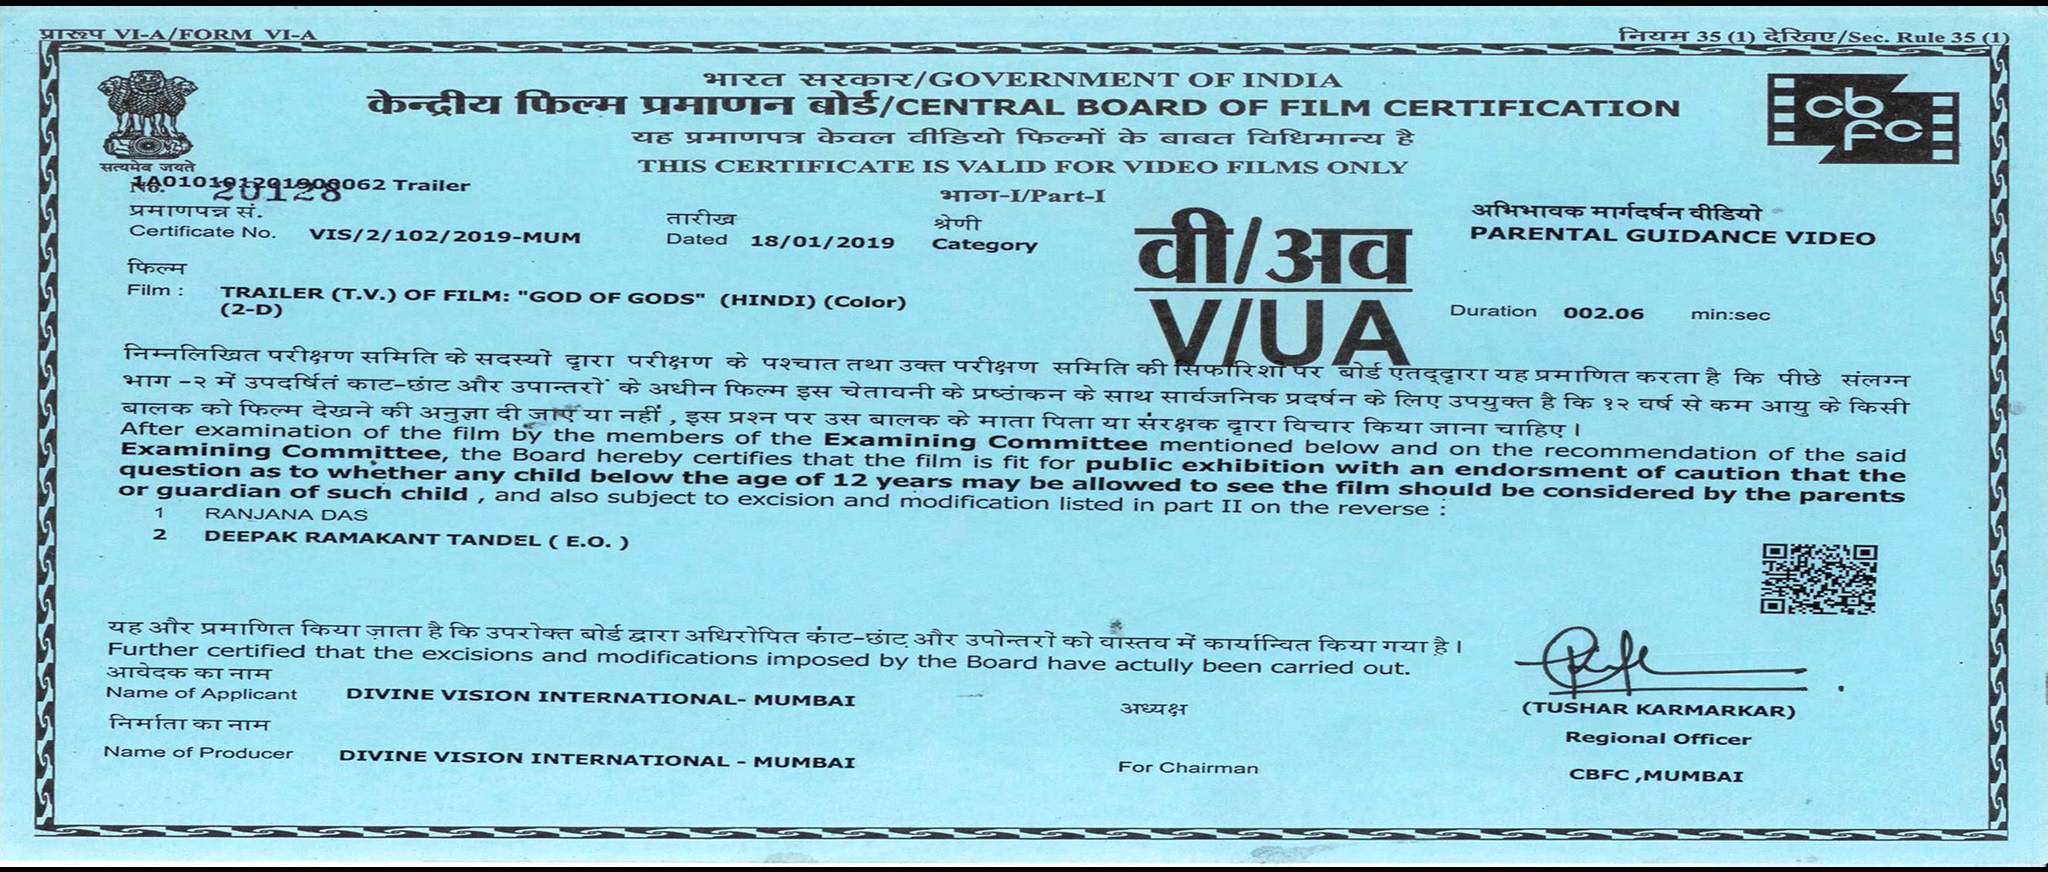 प्रारूप VI-A/FORM VI-A
नियम 35 (1) देखिए/Sec. Rule 35 (1)
भारत सरकार/GOVERNMENT OF INDIA
केन्द्रीय फिल्म प्रमाणन बोर्ड/CENTRAL BOARD OF FILM CERTIFICATION
यह प्रमाणपत्र केवल वीडियो फिल्मों के बाबत विधिमान्य है
THIS CERTIFICATE IS VALID FOR VIDEO FILMS ONLY
cbfc
सत्यमेव जयते
1A010101201900062 Trailer
No. 20128
भाग-I/Part-I
प्रमाणपत्र सं.
Certificate No. VIS/2/102/2019-MUM
तारीख
Dated 18/01/2019
श्रेणी
Category
वी/अव
V/UA
अभिभावक मार्गदर्षन वीडियो
PARENTAL GUIDANCE VIDEO
फिल्म
Film : TRAILER (T.V.) OF FILM: "GOD OF GODS" (HINDI) (Color)
(2-D)
Duration 002.06 min:sec
निम्नलिखित परीक्षण समिति के सदस्यों द्वारा परीक्षण के पश्चात तथा उक्त परीक्षण समिति की सिफारिशों पर बोर्ड एतद्द्वारा यह प्रमाणित करता है कि पीछे संलग्न
भाग -२ में उपदर्षितं काट-छांट और उपान्तरों के अधीन फिल्म इस चेतावनी के प्रष्ठांकन के साथ सार्वजनिक प्रदर्षन के लिए उपयुक्त है कि १२ वर्ष से कम आयु के किसी
बालक को फिल्म देखने की अनुज्ञा दी जाएं या नहीं , इस प्रश्न पर उस बालक के माता पिता या संरक्षक द्वारा विचार किया जाना चाहिए ।
After examination of the film by the members of the Examining Committee mentioned below and on the recommendation of the said
Examining Committee, the Board hereby certifies that the film is fit for public exhibition with an endorsment of caution that the
question as to whether any child below the age of 12 years may be allowed to see the film should be considered by the parents
or guardian of such child , and also subject to excision and modification listed in part II on the reverse :
1 RANJANA DAS
2 DEEPAK RAMAKANT TANDEL ( E.O. )
यह और प्रमाणित किया जाता है कि उपरोक्त बोर्ड द्वारा अधिरोपित कांट-छांट और उपोन्तरों को वास्तव में कार्यान्वित किया गया है ।
Further certified that the excisions and modifications imposed by the Board have actully been carried out.
आवेदक का नाम
Name of Applicant DIVINE VISION INTERNATIONAL- MUMBAI
निर्माता का नाम
Name of Producer DIVINE VISION INTERNATIONAL - MUMBAI
अध्यक्ष
For Chairman
(TUSHAR KARMARKAR)
Regional Officer
CBFC ,MUMBAI